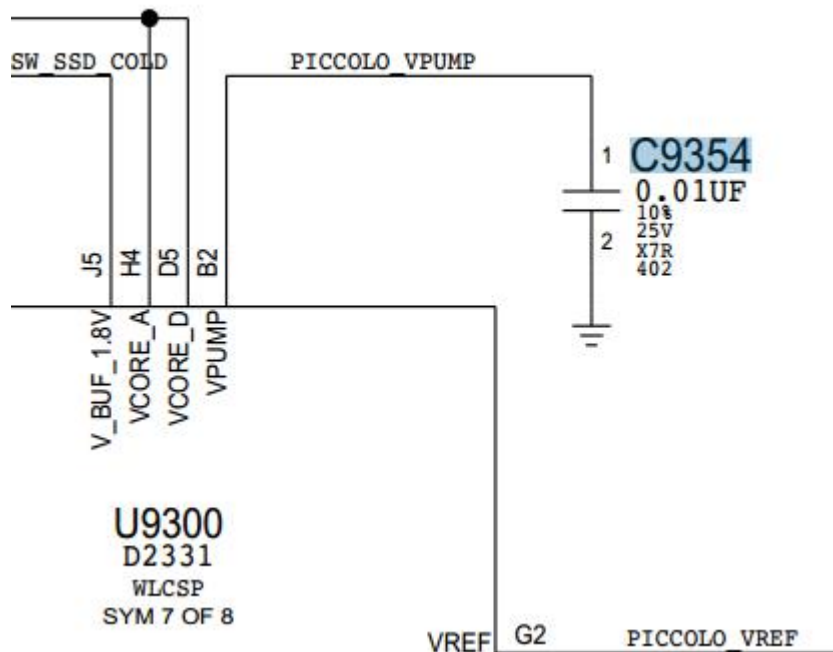 SW_SSD_COLD
PICCOLO_VPUMP
1
C9354
0.01UF
10%
25V
X7R
402
2
J5
H4
D5
B2
V_BUF_1.8V
VCORE_A
VCORE_D
VPUMP
U9300
D2331
WLCSP
SYM 7 OF 8
VREF
G2
PICCOLO_VREF